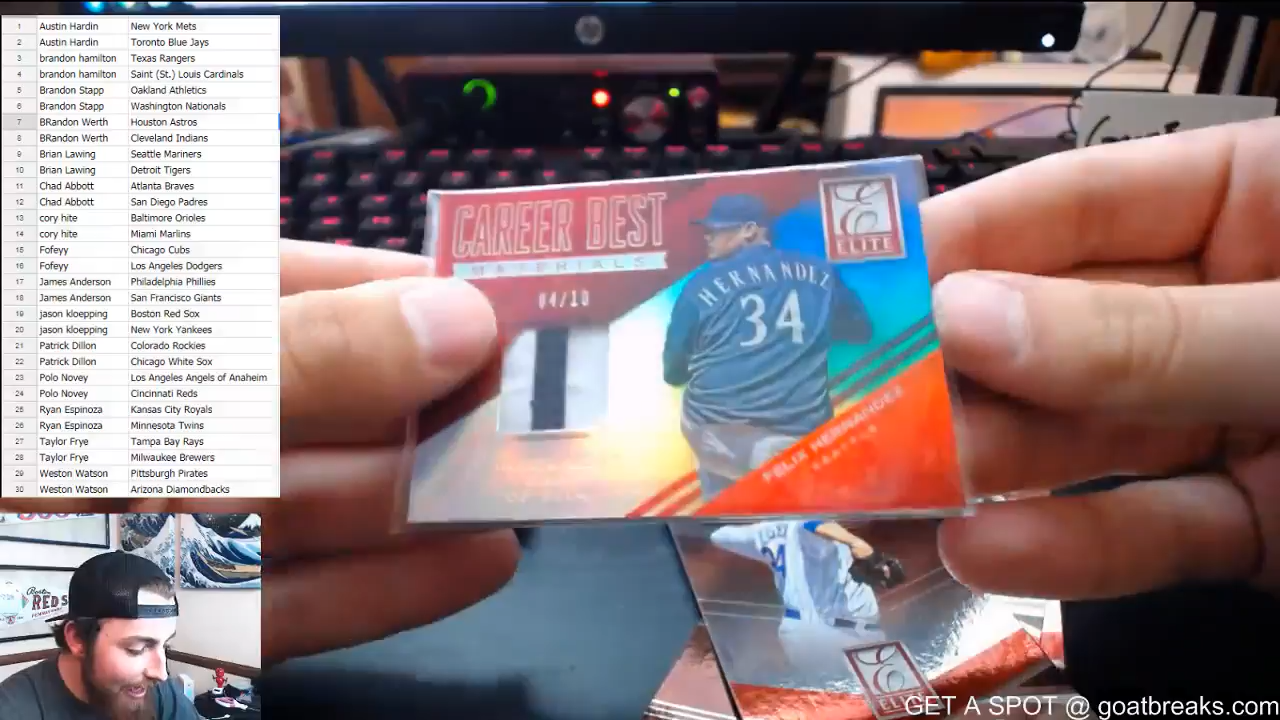 1 Austin Hardin New York Mets
2 Austin Hardin Toronto Blue Jays
3 brandon hamilton Texas Rangers
4 brandon hamilton Saint (St.) Louis Cardinals
5 Brandon Stapp Oakland Athletics
6 Brandon Stapp Washington Nationals
7 BRandon Werth Houston Astros
8 BRandon Werth Cleveland Indians
9 Brian Lawing Seattle Mariners
10 Brian Lawing Detroit Tigers
11 Chad Abbott Atlanta Braves
12 Chad Abbott San Diego Padres
13 cory hite Baltimore Orioles
14 cory hite Miami Marlins
15 Fofeyy Chicago Cubs
16 Fofeyy Los Angeles Dodgers
17 James Anderson Philadelphia Phillies
18 James Anderson San Francisco Giants
19 jason kloepping Boston Red Sox
20 jason kloepping New York Yankees
21 Patrick Dillon Colorado Rockies
22 Patrick Dillon Chicago White Sox
23 Polo Novey Los Angeles Angels of Anaheim
24 Polo Novey Cincinnati Reds
25 Ryan Espinoza Kansas City Royals
26 Ryan Espinoza Minnesota Twins
27 Taylor Frye Tampa Bay Rays
28 Taylor Frye Milwaukee Brewers
29 Weston Watson Pittsburgh Pirates
30 Weston Watson Arizona Diamondbacks
CAREER BEST
MATERIALS
04/10
E
ELITE
HERNANDEZ
34
FELIX HERNANDEZ
SEATTLE
E
Boston
REDS
GET A SPOT @ goatbreaks.com